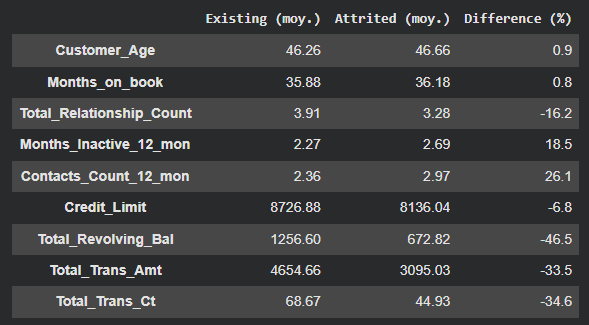 Existing (moy.) Attrited (moy.) Difference (%)
Customer_Age 46.26 46.66 0.9
Months_on_book 35.88 36.18 0.8
Total_Relationship_Count 3.91 3.28 -16.2
Months_Inactive_12_mon 2.27 2.69 18.5
Contacts_Count_12_mon 2.36 2.97 26.1
Credit_Limit 8726.88 8136.04 -6.8
Total_Revolving_Bal 1256.60 672.82 -46.5
Total_Trans_Amt 4654.66 3095.03 -33.5
Total_Trans_Ct 68.67 44.93 -34.6